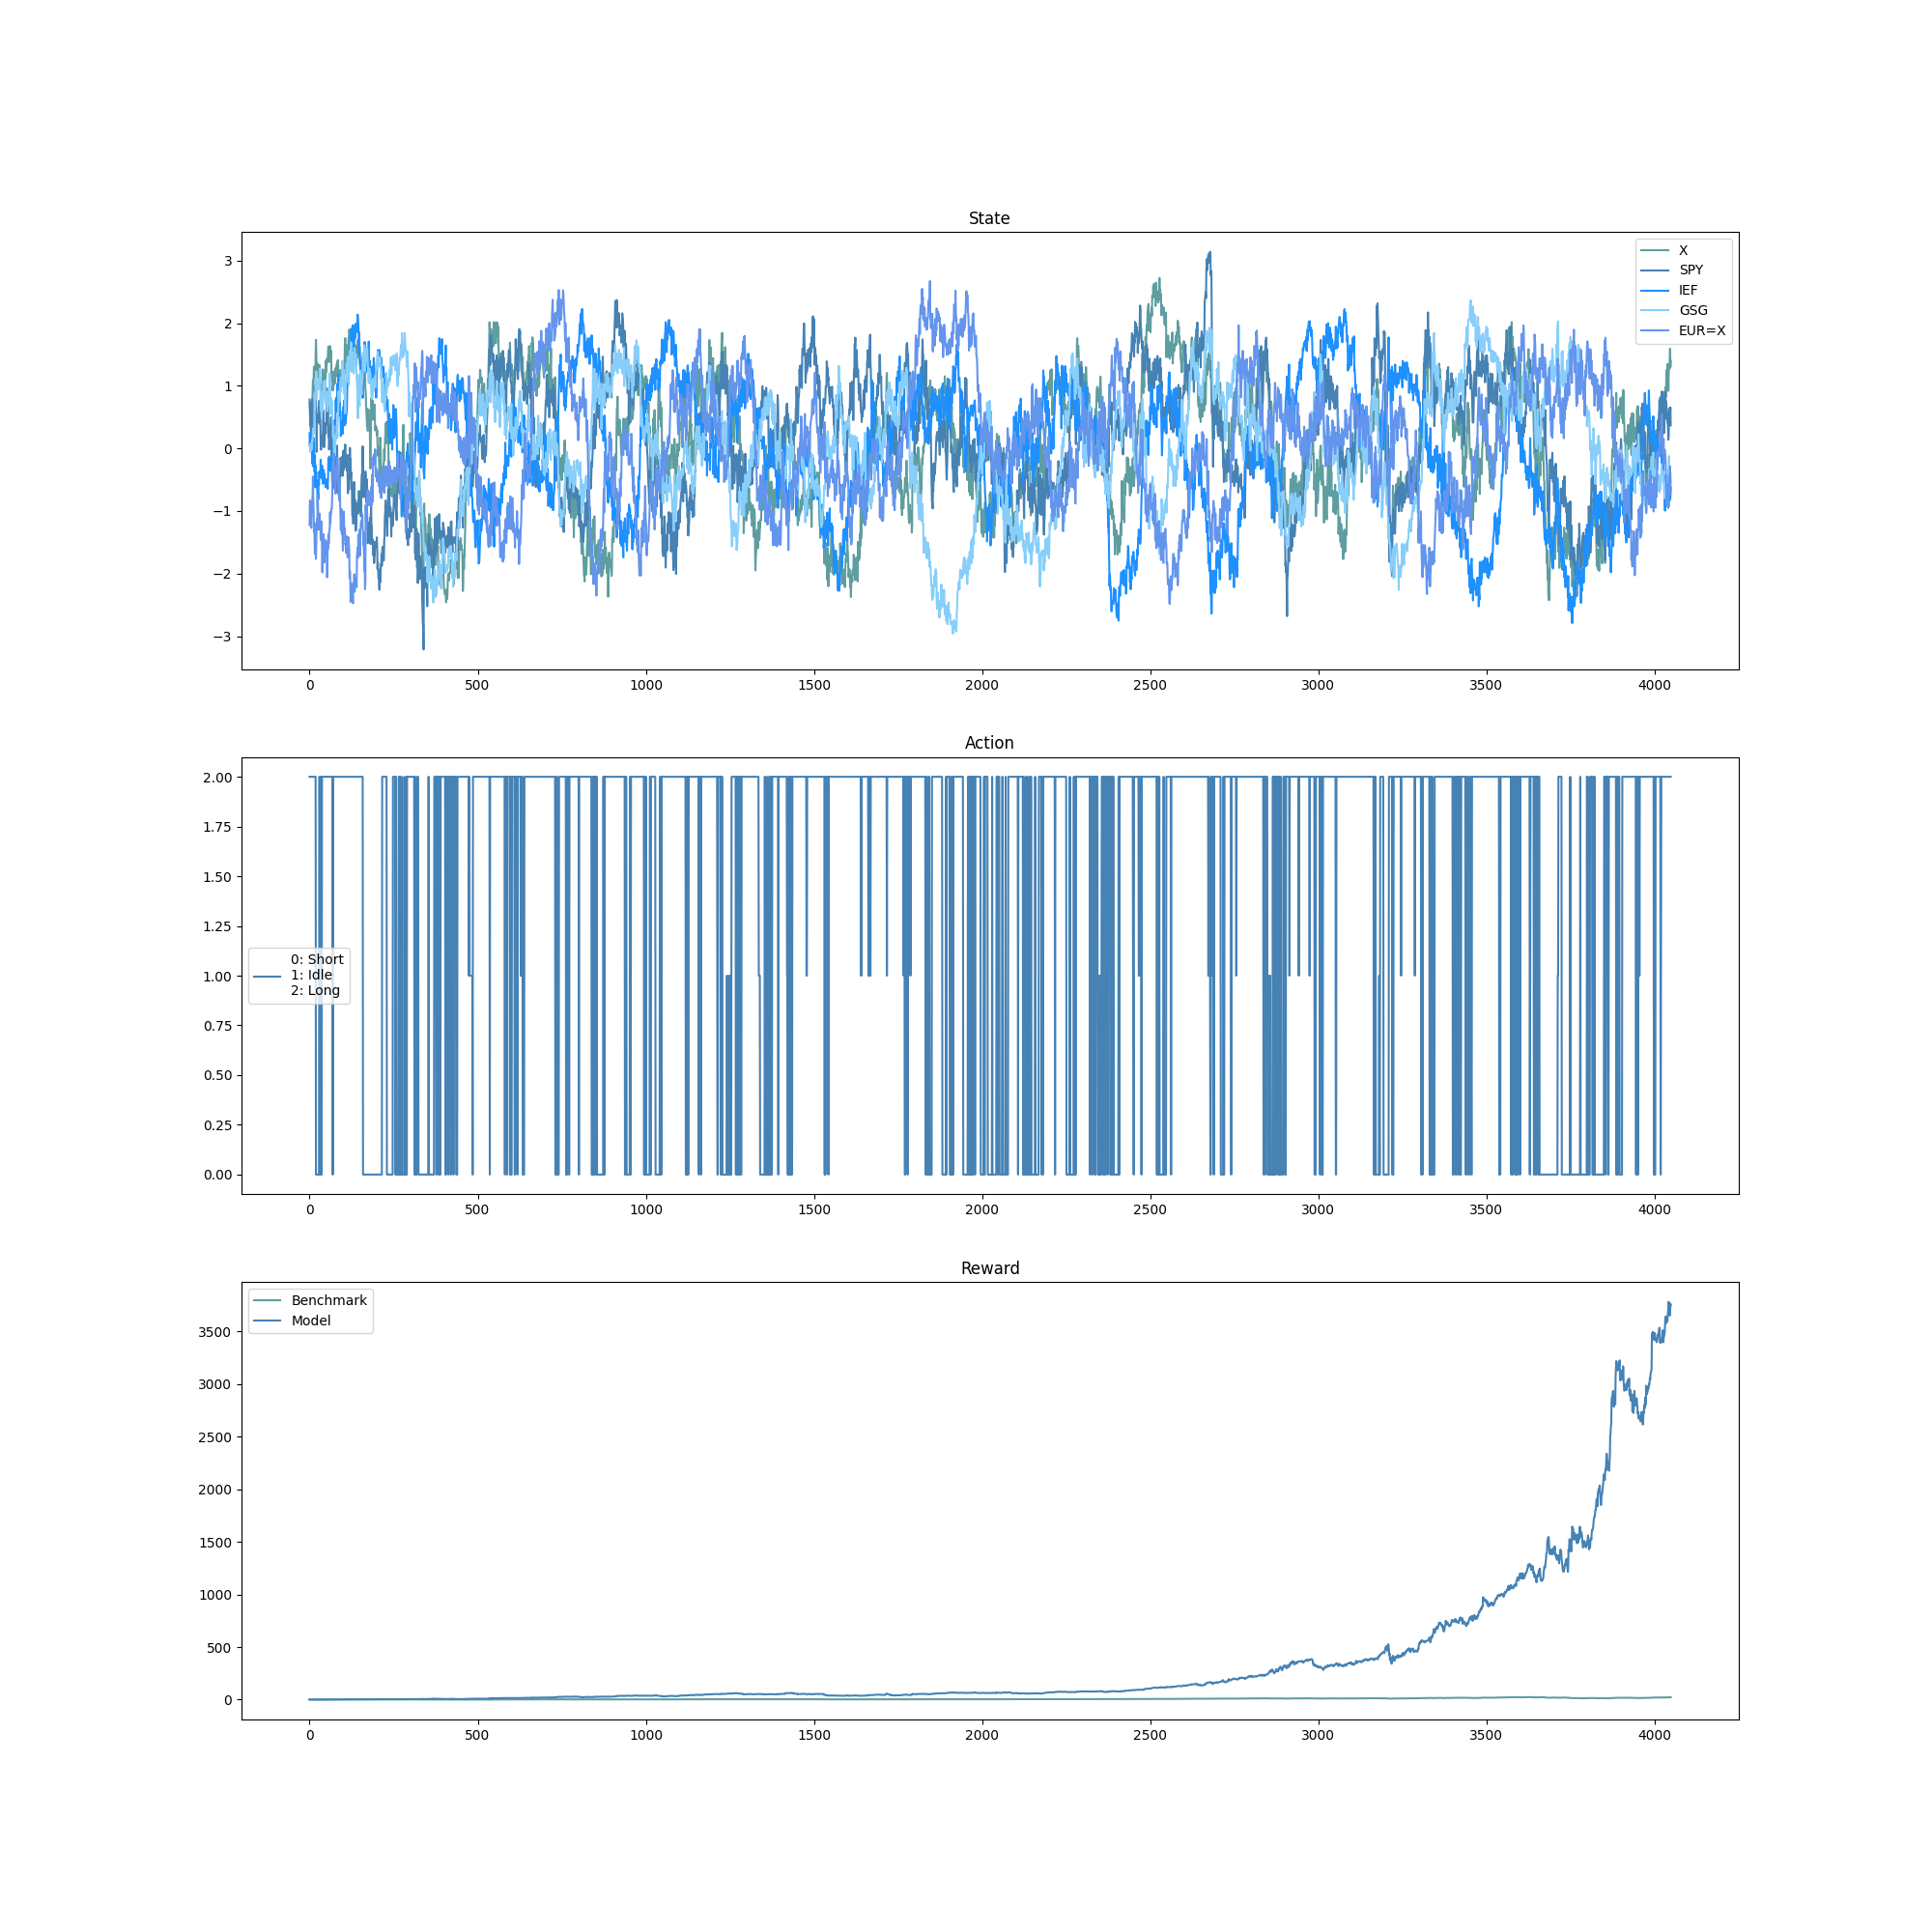 State
3
2
1
0
−1
−2
−3
0 500 1000 1500 2000 2500 3000 3500 4000
X
SPY
IEF
GSG
EUR=X
Action
2.00
1.75
1.50
1.25
1.00
0.75
0.50
0.25
0.00
0: Short
1: Idle
2: Long
0 500 1000 1500 2000 2500 3000 3500 4000
Reward
Benchmark
Model
3500
3000
2500
2000
1500
1000
500
0
0 500 1000 1500 2000 2500 3000 3500 4000